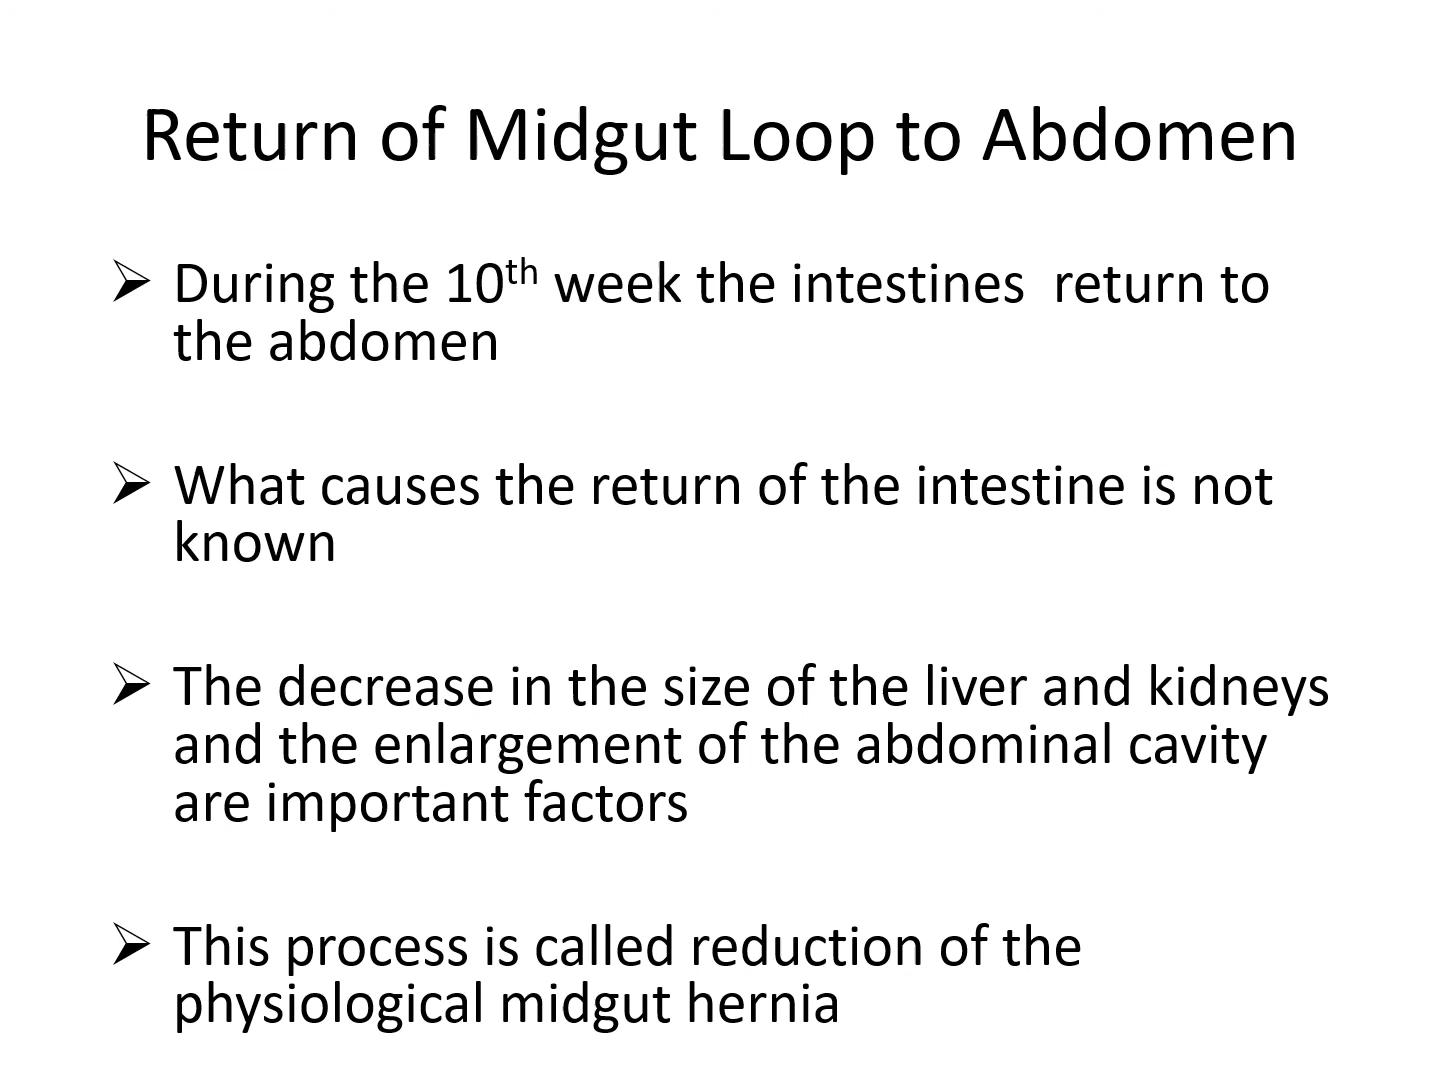 Return of Midgut Loop to Abdomen
➢ During the 10th week the intestines  return to
the abdomen
➢ What causes the return of the intestine is not
known
➢ The decrease in the size of the liver and kidneys
and the enlargement of the abdominal cavity
are important factors
➢ This process is called reduction of the
physiological midgut hernia